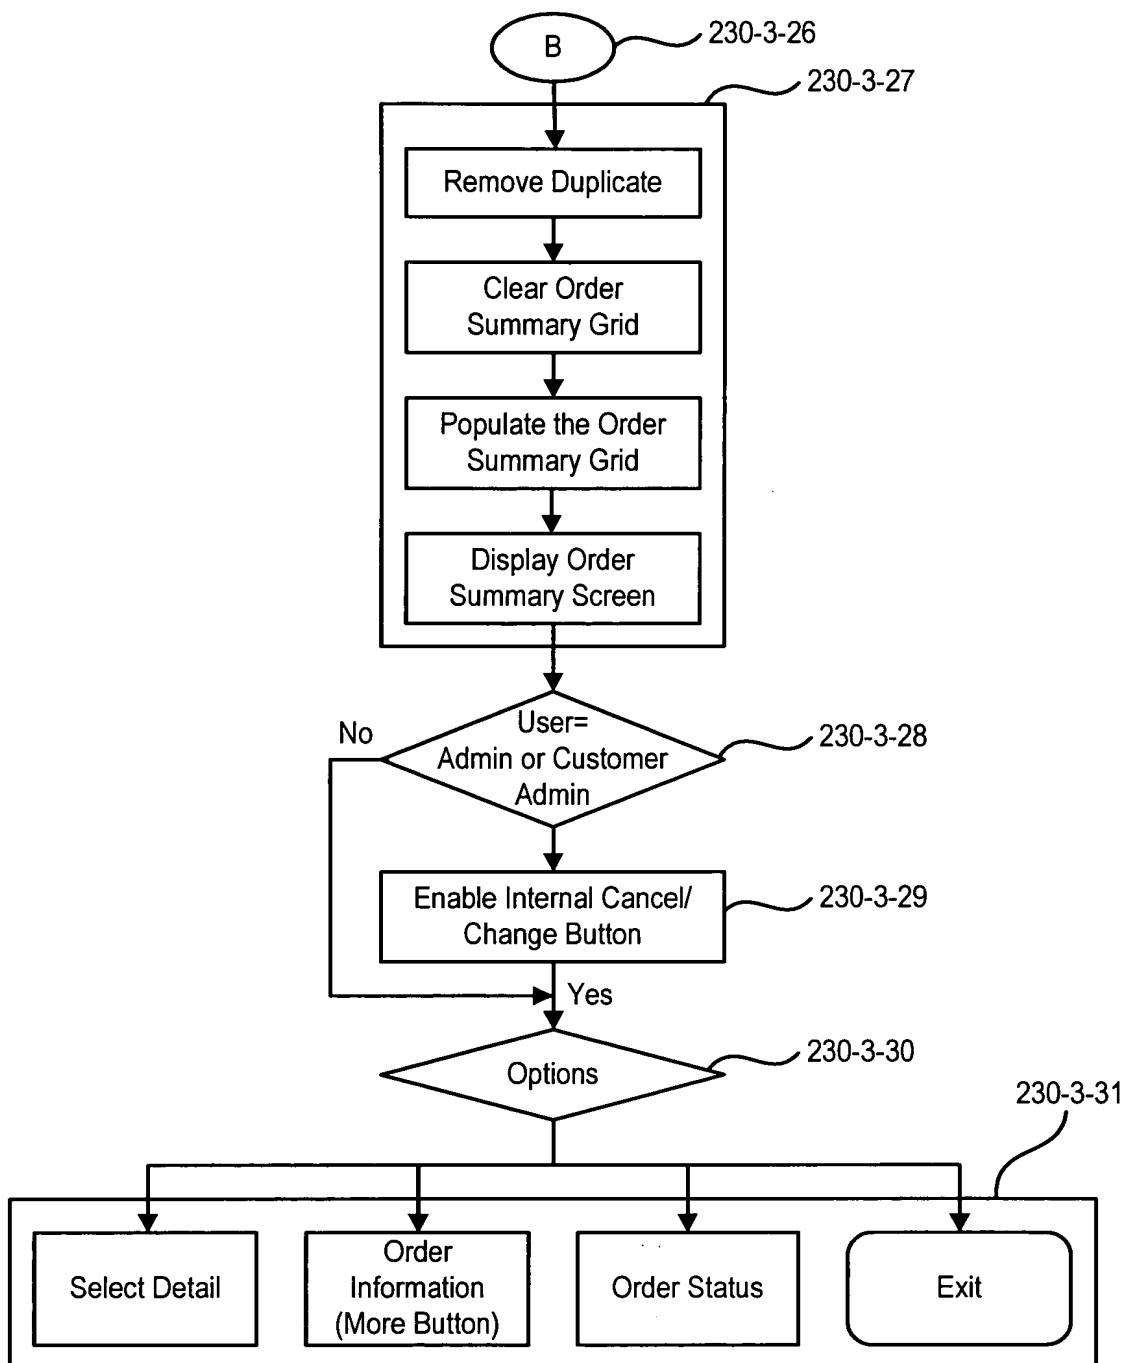 B
230-3-26
230-3-27
Remove Duplicate
Clear Order
Summary Grid
Populate the Order
Summary Grid
Display Order
Summary Screen
No
User=
Admin or Customer
Admin
230-3-28
Enable Internal Cancel/
Change Button
230-3-29
Yes
Options
230-3-30
230-3-31
Select Detail
Order
Information
(More Button)
Order Status
Exit